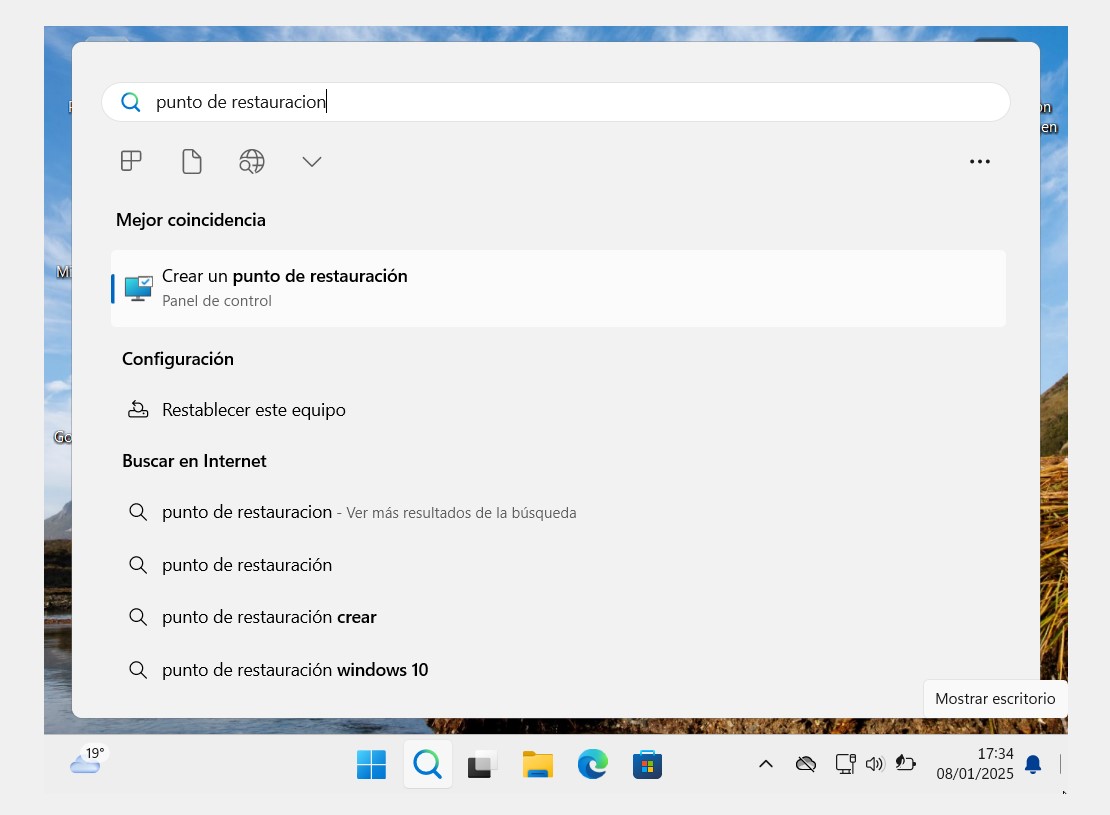 punto de restauracion
Mejor coincidencia
Crear un punto de restauración
Panel de control
Configuración
Restablecer este equipo
Buscar en Internet
punto de restauracion - Ver más resultados de la búsqueda
punto de restauración
punto de restauración crear
punto de restauración windows 10
Mostrar escritorio
19°
17:34
08/01/2025